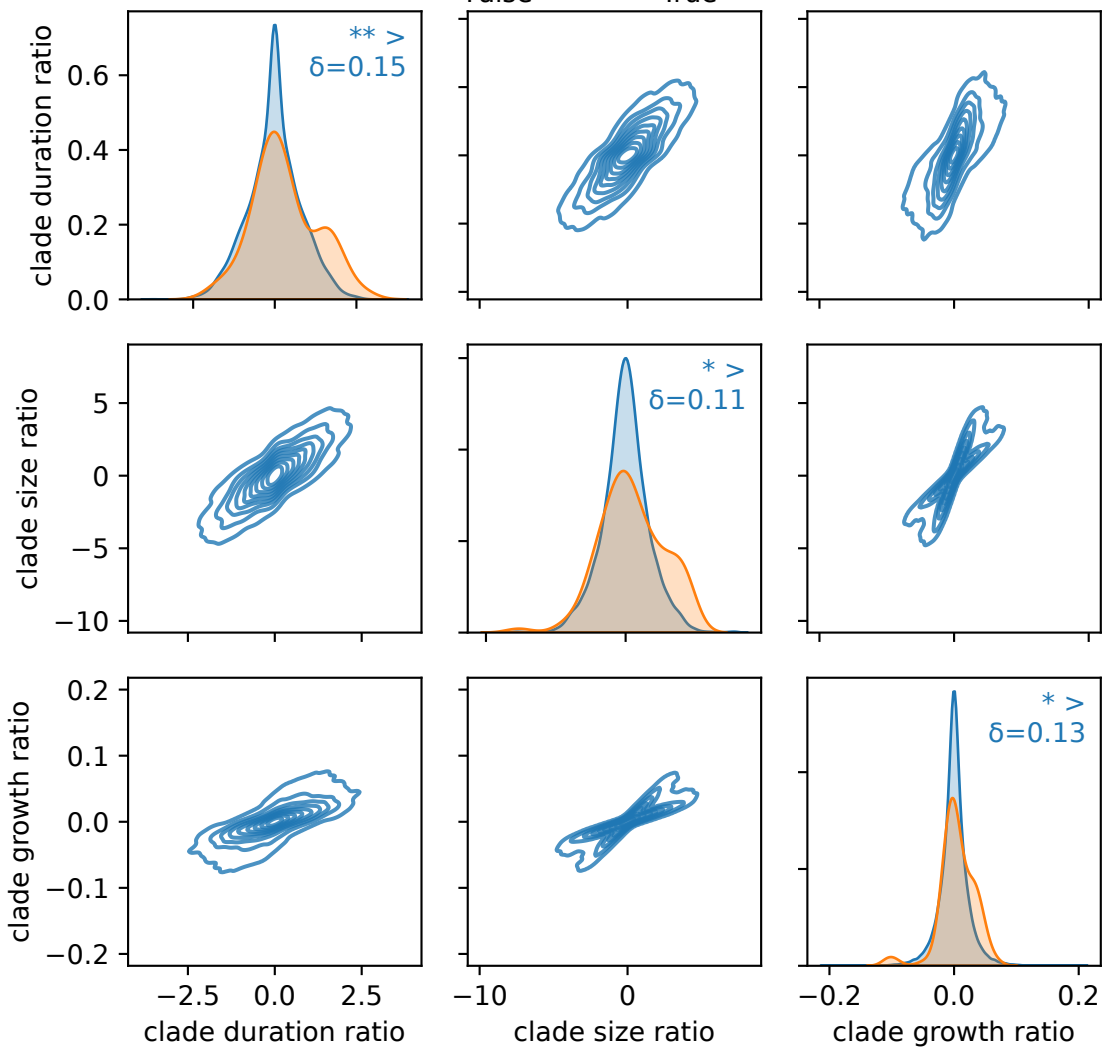 clade duration ratio
0.6
0.4
0.2
0.0
** >
δ=0.15
clade size ratio
5
0
−5
−10
* >
δ=0.11
clade growth ratio
0.2
0.1
0.0
−0.1
−0.2
* >
δ=0.13
−2.5 0.0 2.5
clade duration ratio
−10 0
clade size ratio
−0.2 0.0 0.2
clade growth ratio